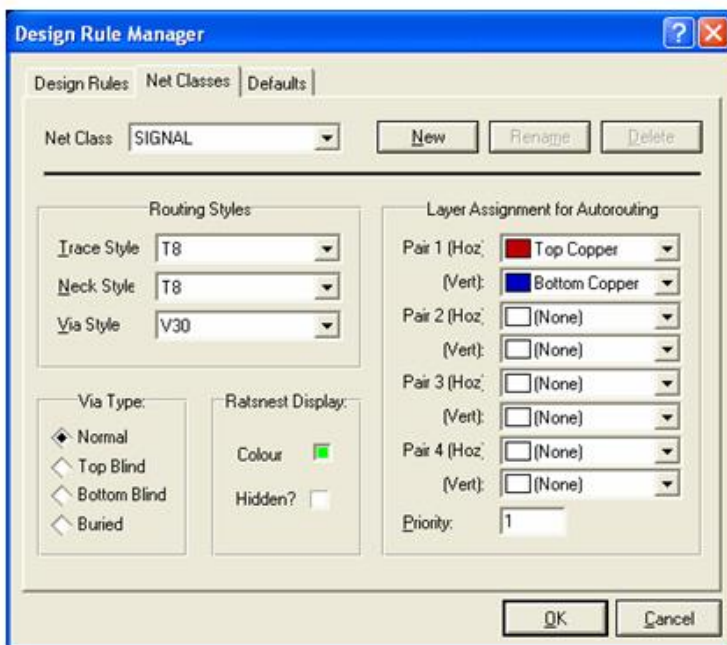 Design Rule Manager
Design Rules Net Classes Defaults
Net Class SIGNAL New Rename Delete
Routing Styles
Trace Style T8
Neck Style T8
Via Style V30
Via Type:
Normal
Top Blind
Bottom Blind
Buried
Ratsnest Display:
Colour
Hidden?
Layer Assignment for Autorouting
Pair 1 (Hoz) Top Copper
(Vert): Bottom Copper
Pair 2 (Hoz) (None)
(Vert): (None)
Pair 3 (Hoz) (None)
(Vert): (None)
Pair 4 (Hoz) (None)
(Vert): (None)
Priority: 1
OK Cancel